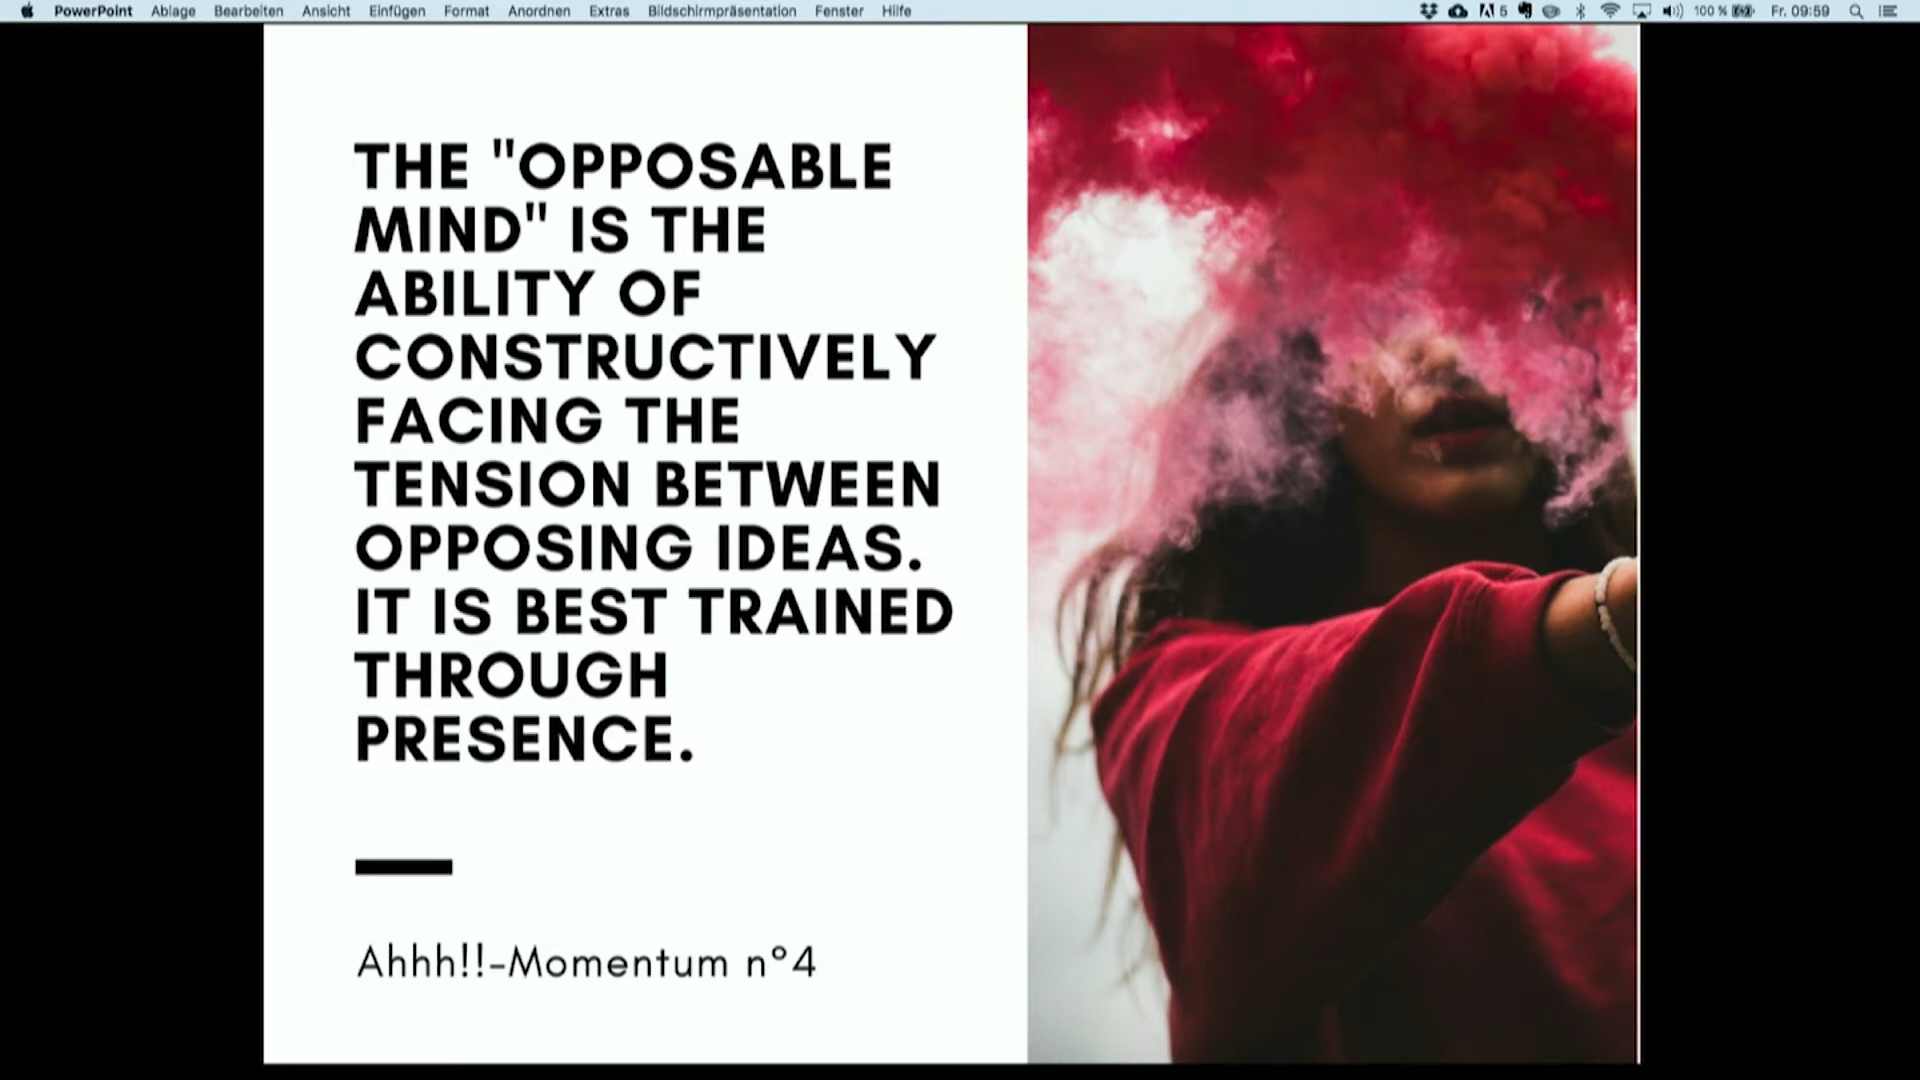 PowerPoint Ablage Bearbeiten Ansicht Einfügen Format Anordnen Extras Bildschirmpräsentation Fenster Hilfe 5 100 % Fr. 09:59
THE "OPPOSABLE
MIND" IS THE
ABILITY OF
CONSTRUCTIVELY
FACING THE
TENSION BETWEEN
OPPOSING IDEAS.
IT IS BEST TRAINED
THROUGH
PRESENCE.
Ahhh!!-Momentum n°4